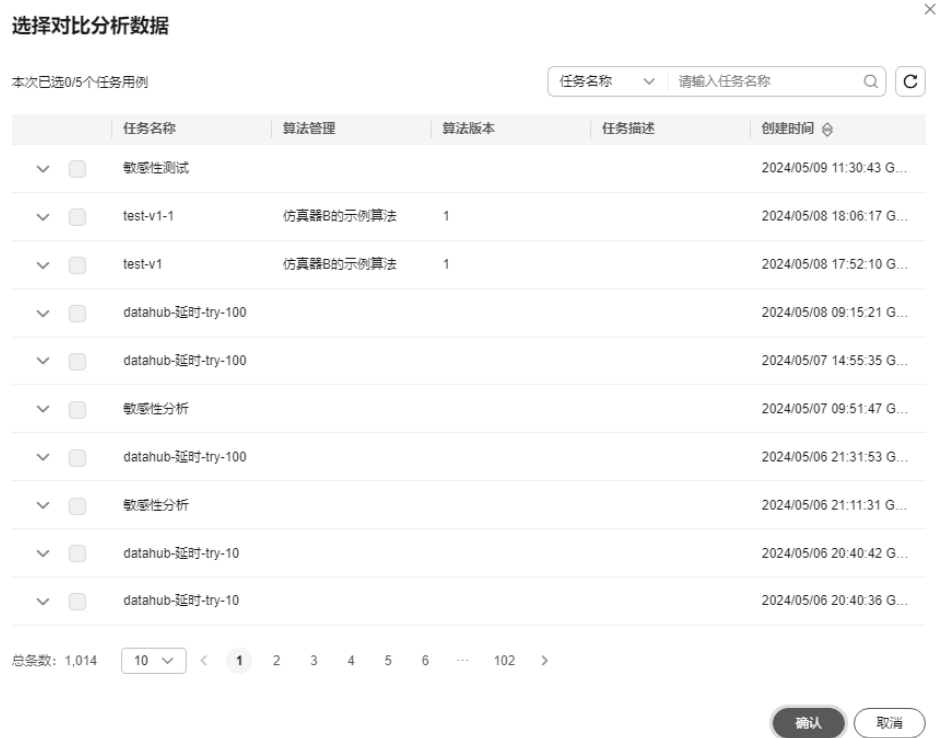 选择对比分析数据
本次已选0/5个任务用例 任务名称 请输入任务名称
任务名称 算法管理 算法版本 任务描述 创建时间
敏感性测试 2024/05/09 11:30:43 G...
test-v1-1 仿真器B的示例算法 1 2024/05/08 18:06:17 G...
test-v1 仿真器B的示例算法 1 2024/05/08 17:52:10 G...
datahub-延时-try-100 2024/05/08 09:15:21 G...
datahub-延时-try-100 2024/05/07 14:55:35 G...
敏感性分析 2024/05/07 09:51:47 G...
datahub-延时-try-100 2024/05/06 21:31:53 G...
敏感性分析 2024/05/06 21:11:31 G...
datahub-延时-try-10 2024/05/06 20:40:42 G...
datahub-延时-try-10 2024/05/06 20:40:36 G...
总条数：1,014 10 1 2 3 4 5 6 ... 102
确认 取消